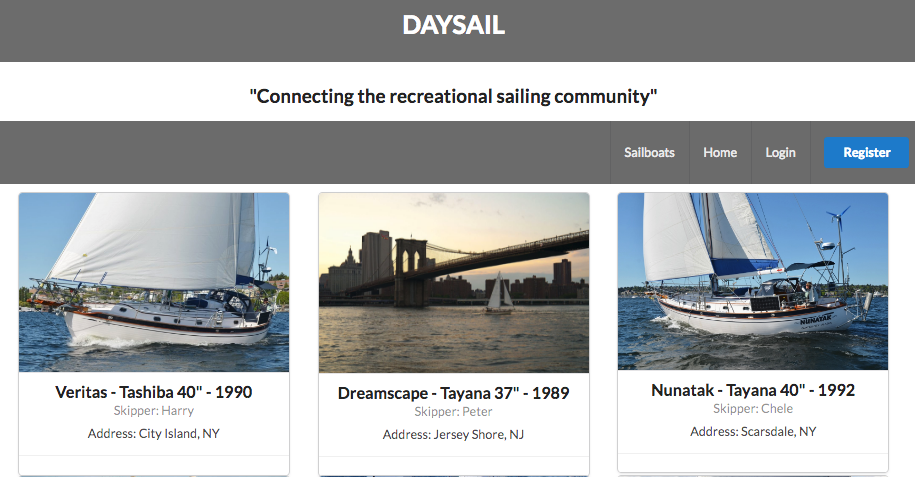 DAYSAIL
"Connecting the recreational sailing community"
Sailboats Home Login Register
NUNATAK
Veritas - Tashiba 40" - 1990
Skipper: Harry
Address: City Island, NY
Dreamscape - Tayana 37" - 1989
Skipper: Peter
Address: Jersey Shore, NJ
Nunatak - Tayana 40" - 1992
Skipper: Chele
Address: Scarsdale, NY